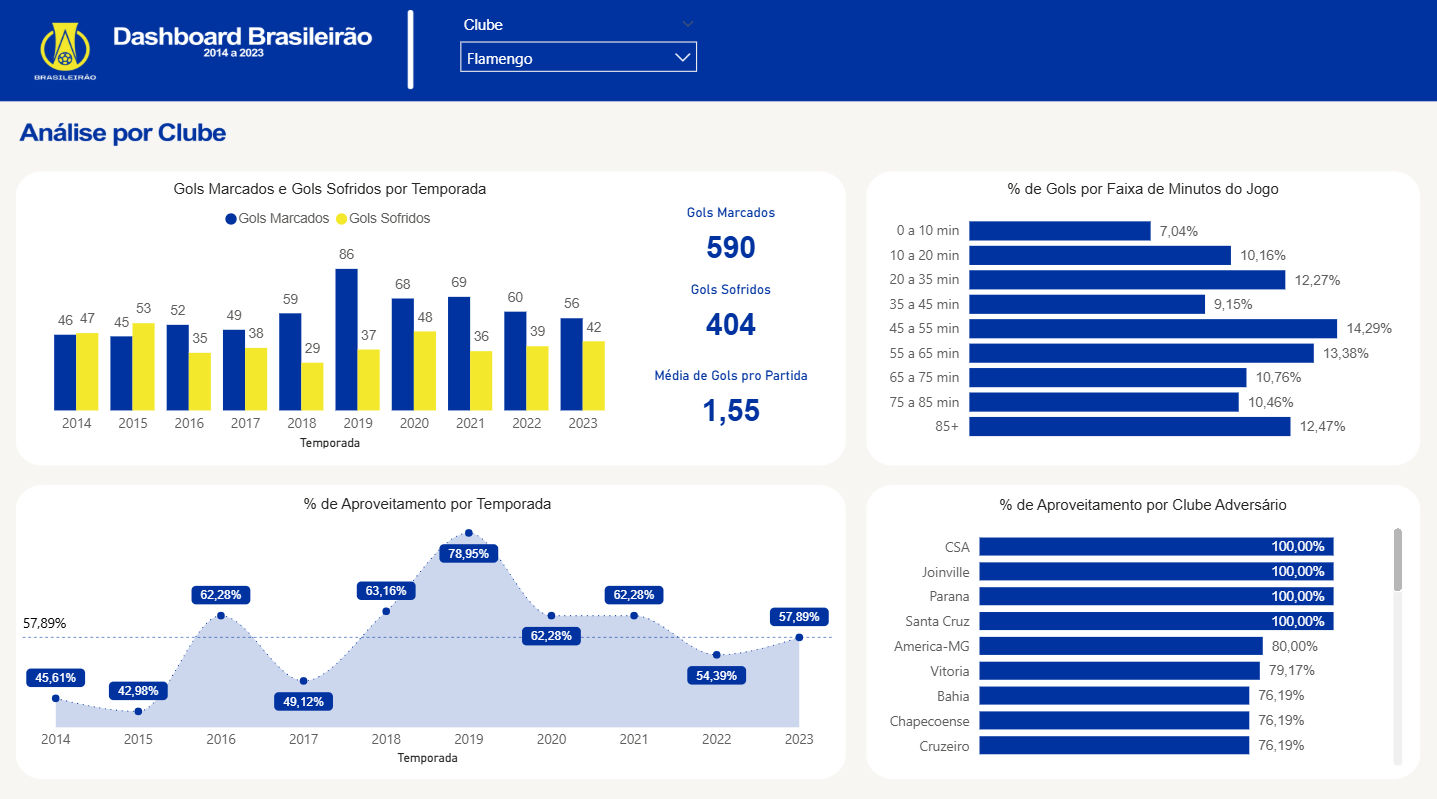 BRASILEIRÃO
Dashboard Brasileirão
2014 a 2023
Clube
Flamengo
Análise por Clube
Gols Marcados e Gols Sofridos por Temporada
Gols Marcados Gols Sofridos
46 47 45 53 52 35 49 38 59 29 86 37 68 48 69 36 60 39 56 42
2014 2015 2016 2017 2018 2019 2020 2021 2022 2023
Temporada
Gols Marcados
590
Gols Sofridos
404
Média de Gols pro Partida
1,55
% de Gols por Faixa de Minutos do Jogo
0 a 10 min 7,04%
10 a 20 min 10,16%
20 a 35 min 12,27%
35 a 45 min 9,15%
45 a 55 min 14,29%
55 a 65 min 13,38%
65 a 75 min 10,76%
75 a 85 min 10,46%
85+ 12,47%
% de Aproveitamento por Temporada
57,89%
45,61% 42,98% 62,28% 49,12% 63,16% 78,95% 62,28% 62,28% 54,39% 57,89%
2014 2015 2016 2017 2018 2019 2020 2021 2022 2023
Temporada
% de Aproveitamento por Clube Adversário
CSA 100,00%
Joinville 100,00%
Parana 100,00%
Santa Cruz 100,00%
America-MG 80,00%
Vitoria 79,17%
Bahia 76,19%
Chapecoense 76,19%
Cruzeiro 76,19%